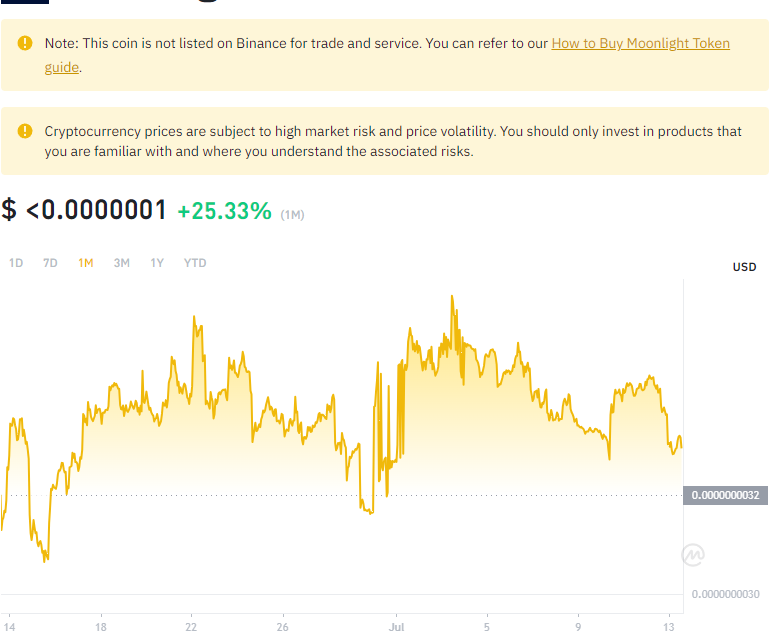 Note: This coin is not listed on Binance for trade and service. You can refer to our How to Buy Moonlight Token
guide.
Cryptocurrency prices are subject to high market risk and price volatility. You should only invest in products that
you are familiar with and where you understand the associated risks.
$ <0.0000001 +25.33% (1M)
1D 7D 1M 3M 1Y YTD
USD
0.0000000032
0.0000000030
14 18 22 26 Jul 5 9 13